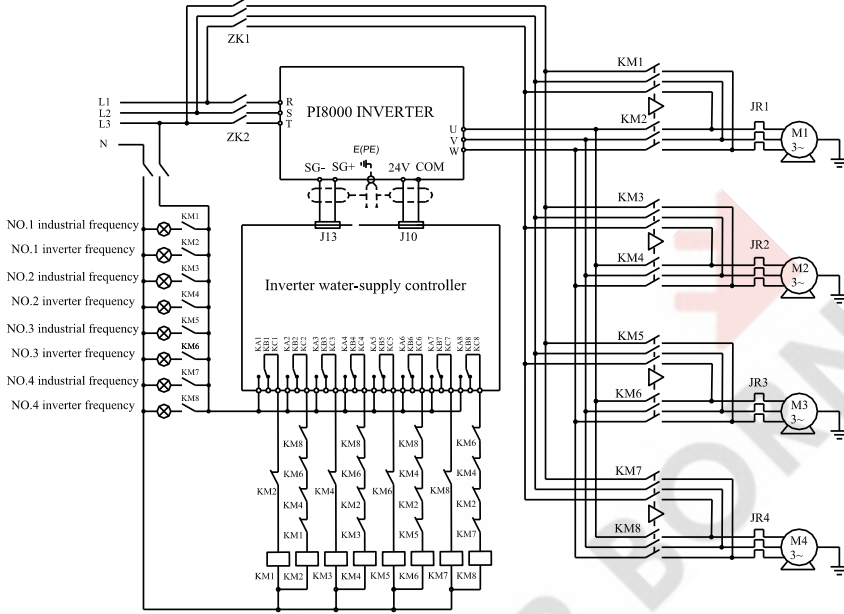 ZK1
L1
L2
L3
N
ZK2
R
S
T
PI8000 INVERTER
U
V
W
E(PE)
SG- SG+ 24V COM
J13 J10
Inverter water-supply controller
KA1 KB1 KC1 KA2 KB2 KC2 KA3 KB3 KC3 KA4 KB4 KC4 KA5 KB5 KC5 KA6 KB6 KC6 KA7 KB7 KC7 KA8 KB8 KC8
NO.1 industrial frequency KM1
NO.1 inverter frequency KM2
NO.2 industrial frequency KM3
NO.2 inverter frequency KM4
NO.3 industrial frequency KM5
NO.3 inverter frequency KM6
NO.4 industrial frequency KM7
NO.4 inverter frequency KM8
KM8 KM8 KM8 KM6
KM6 KM6 KM4 KM4
KM2 KM4 KM6 KM8
KM4 KM2 KM2 KM2
KM1 KM3 KM5 KM7
KM1 KM2 KM3 KM4 KM5 KM6 KM7 KM8
KM1
KM2
JR1
M1
3~
KM3
KM4
JR2
M2
3~
KM5
KM6
JR3
M3
3~
KM7
KM8
JR4
M4
3~
BORN